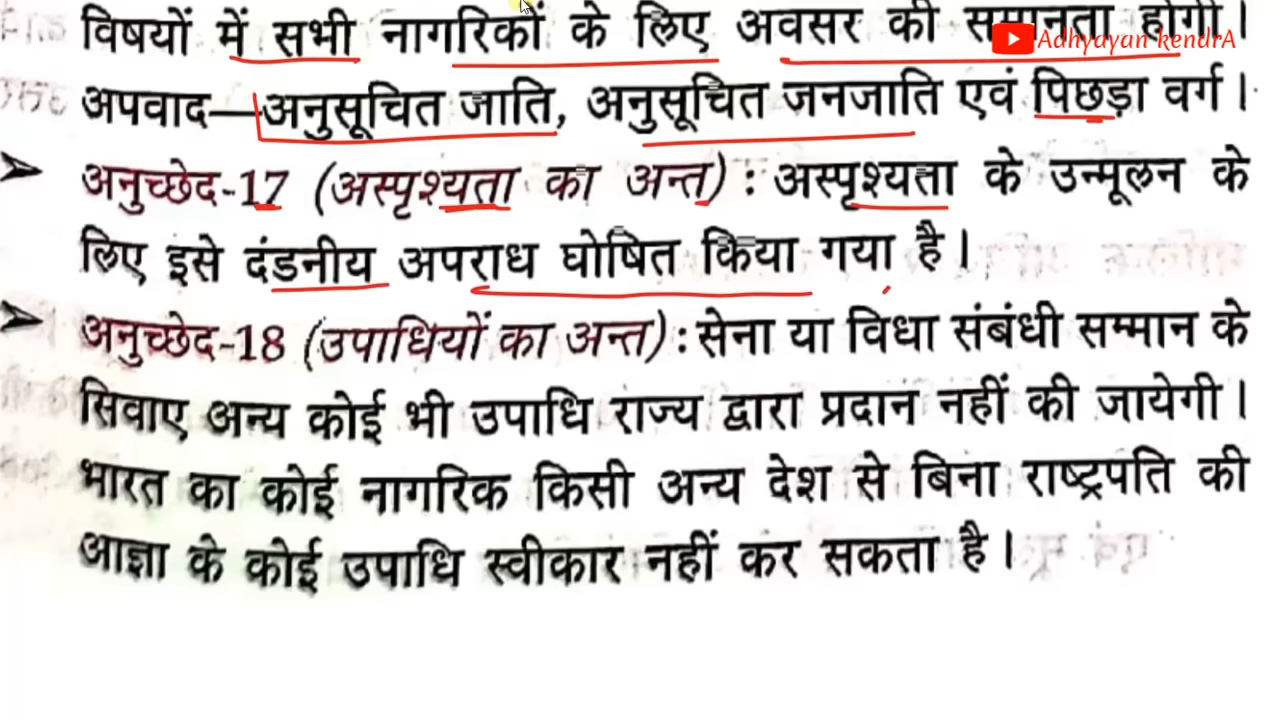 विषयों में सभी नागरिकों के लिए अवसर की समानता होगी।
Adhyayan kendrA
अपवाद—अनुसूचित जाति, अनुसूचित जनजाति एवं पिछड़ा वर्ग।
अनुच्छेद-17 (अस्पृश्यता का अन्त) : अस्पृश्यता के उन्मूलन के
लिए इसे दंडनीय अपराध घोषित किया गया है।
अनुच्छेद-18 (उपाधियों का अन्त) : सेना या विधा संबंधी सम्मान के
सिवाए अन्य कोई भी उपाधि राज्य द्वारा प्रदान नहीं की जायेगी।
भारत का कोई नागरिक किसी अन्य देश से बिना राष्ट्रपति की
आज्ञा के कोई उपाधि स्वीकार नहीं कर सकता है।